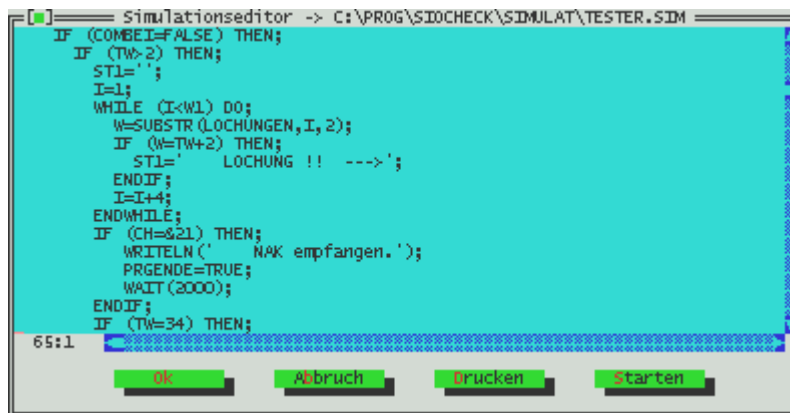 Simulationseditor -> C:\PROG\SIOCHECK\SIMULAT\TESTER.SIM
IF (COMBEI=FALSE) THEN;
IF (TW>2) THEN;
ST1='';
I=1;
WHILE (I<W1) DO;
W=SUBSTR(LOCHUNGEN,I,2);
IF (W=TW+2) THEN;
ST1='    LOCHUNG !!  --->';
ENDIF;
I=I+4;
ENDWHILE;
IF (CH=&21) THEN;
WRITELN('    NAK empfangen.');
PRGENDE=TRUE;
WAIT(2000);
ENDIF;
IF (TW=34) THEN;
65:1
Ok Abbruch Drucken Starten